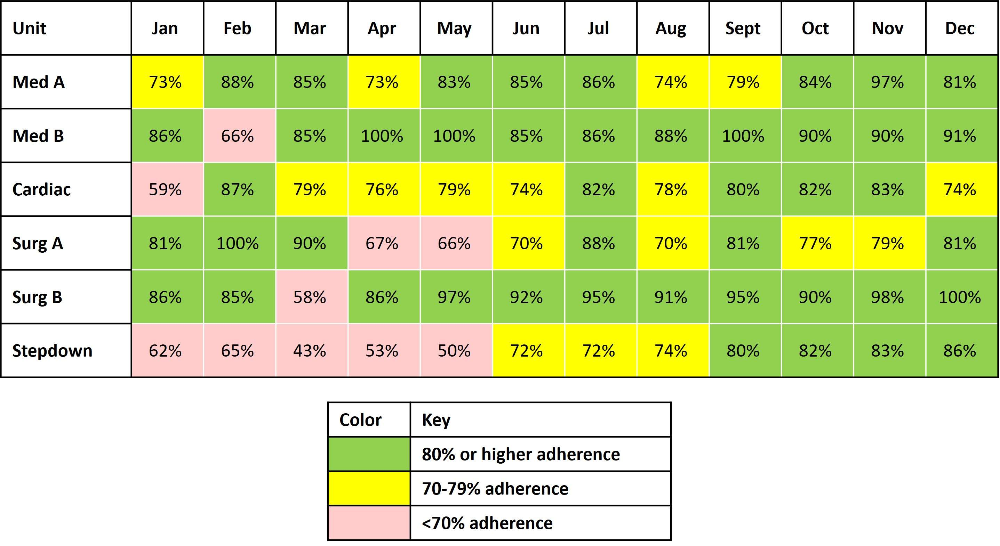 Unit Jan Feb Mar Apr May Jun Jul Aug Sept Oct Nov Dec
Med A 73% 88% 85% 73% 83% 85% 86% 74% 79% 84% 97% 81%
Med B 86% 66% 85% 100% 100% 85% 86% 88% 100% 90% 90% 91%
Cardiac 59% 87% 79% 76% 79% 74% 82% 78% 80% 82% 83% 74%
Surg A 81% 100% 90% 67% 66% 70% 88% 70% 81% 77% 79% 81%
Surg B 86% 85% 58% 86% 97% 92% 95% 91% 95% 90% 98% 100%
Stepdown 62% 65% 43% 53% 50% 72% 72% 74% 80% 82% 83% 86%
Color Key
80% or higher adherence
70-79% adherence
<70% adherence